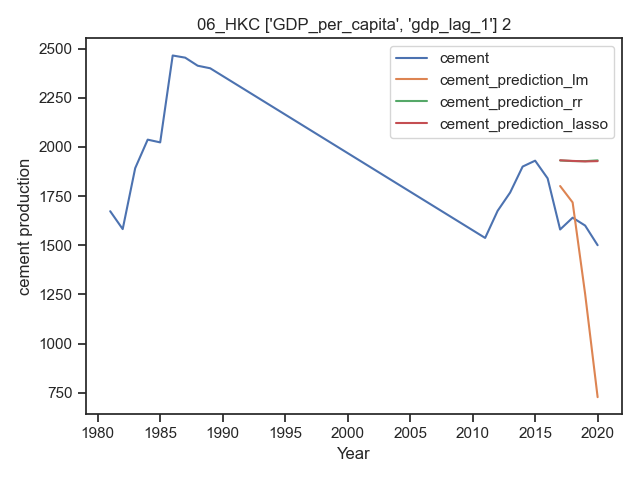 06_HKC ['GDP_per_capita', 'gdp_lag_1'] 2
cement
cement_prediction_lm
cement_prediction_rr
cement_prediction_lasso
cement production
2500
2250
2000
1750
1500
1250
1000
750
1980 1985 1990 1995 2000 2005 2010 2015 2020
Year